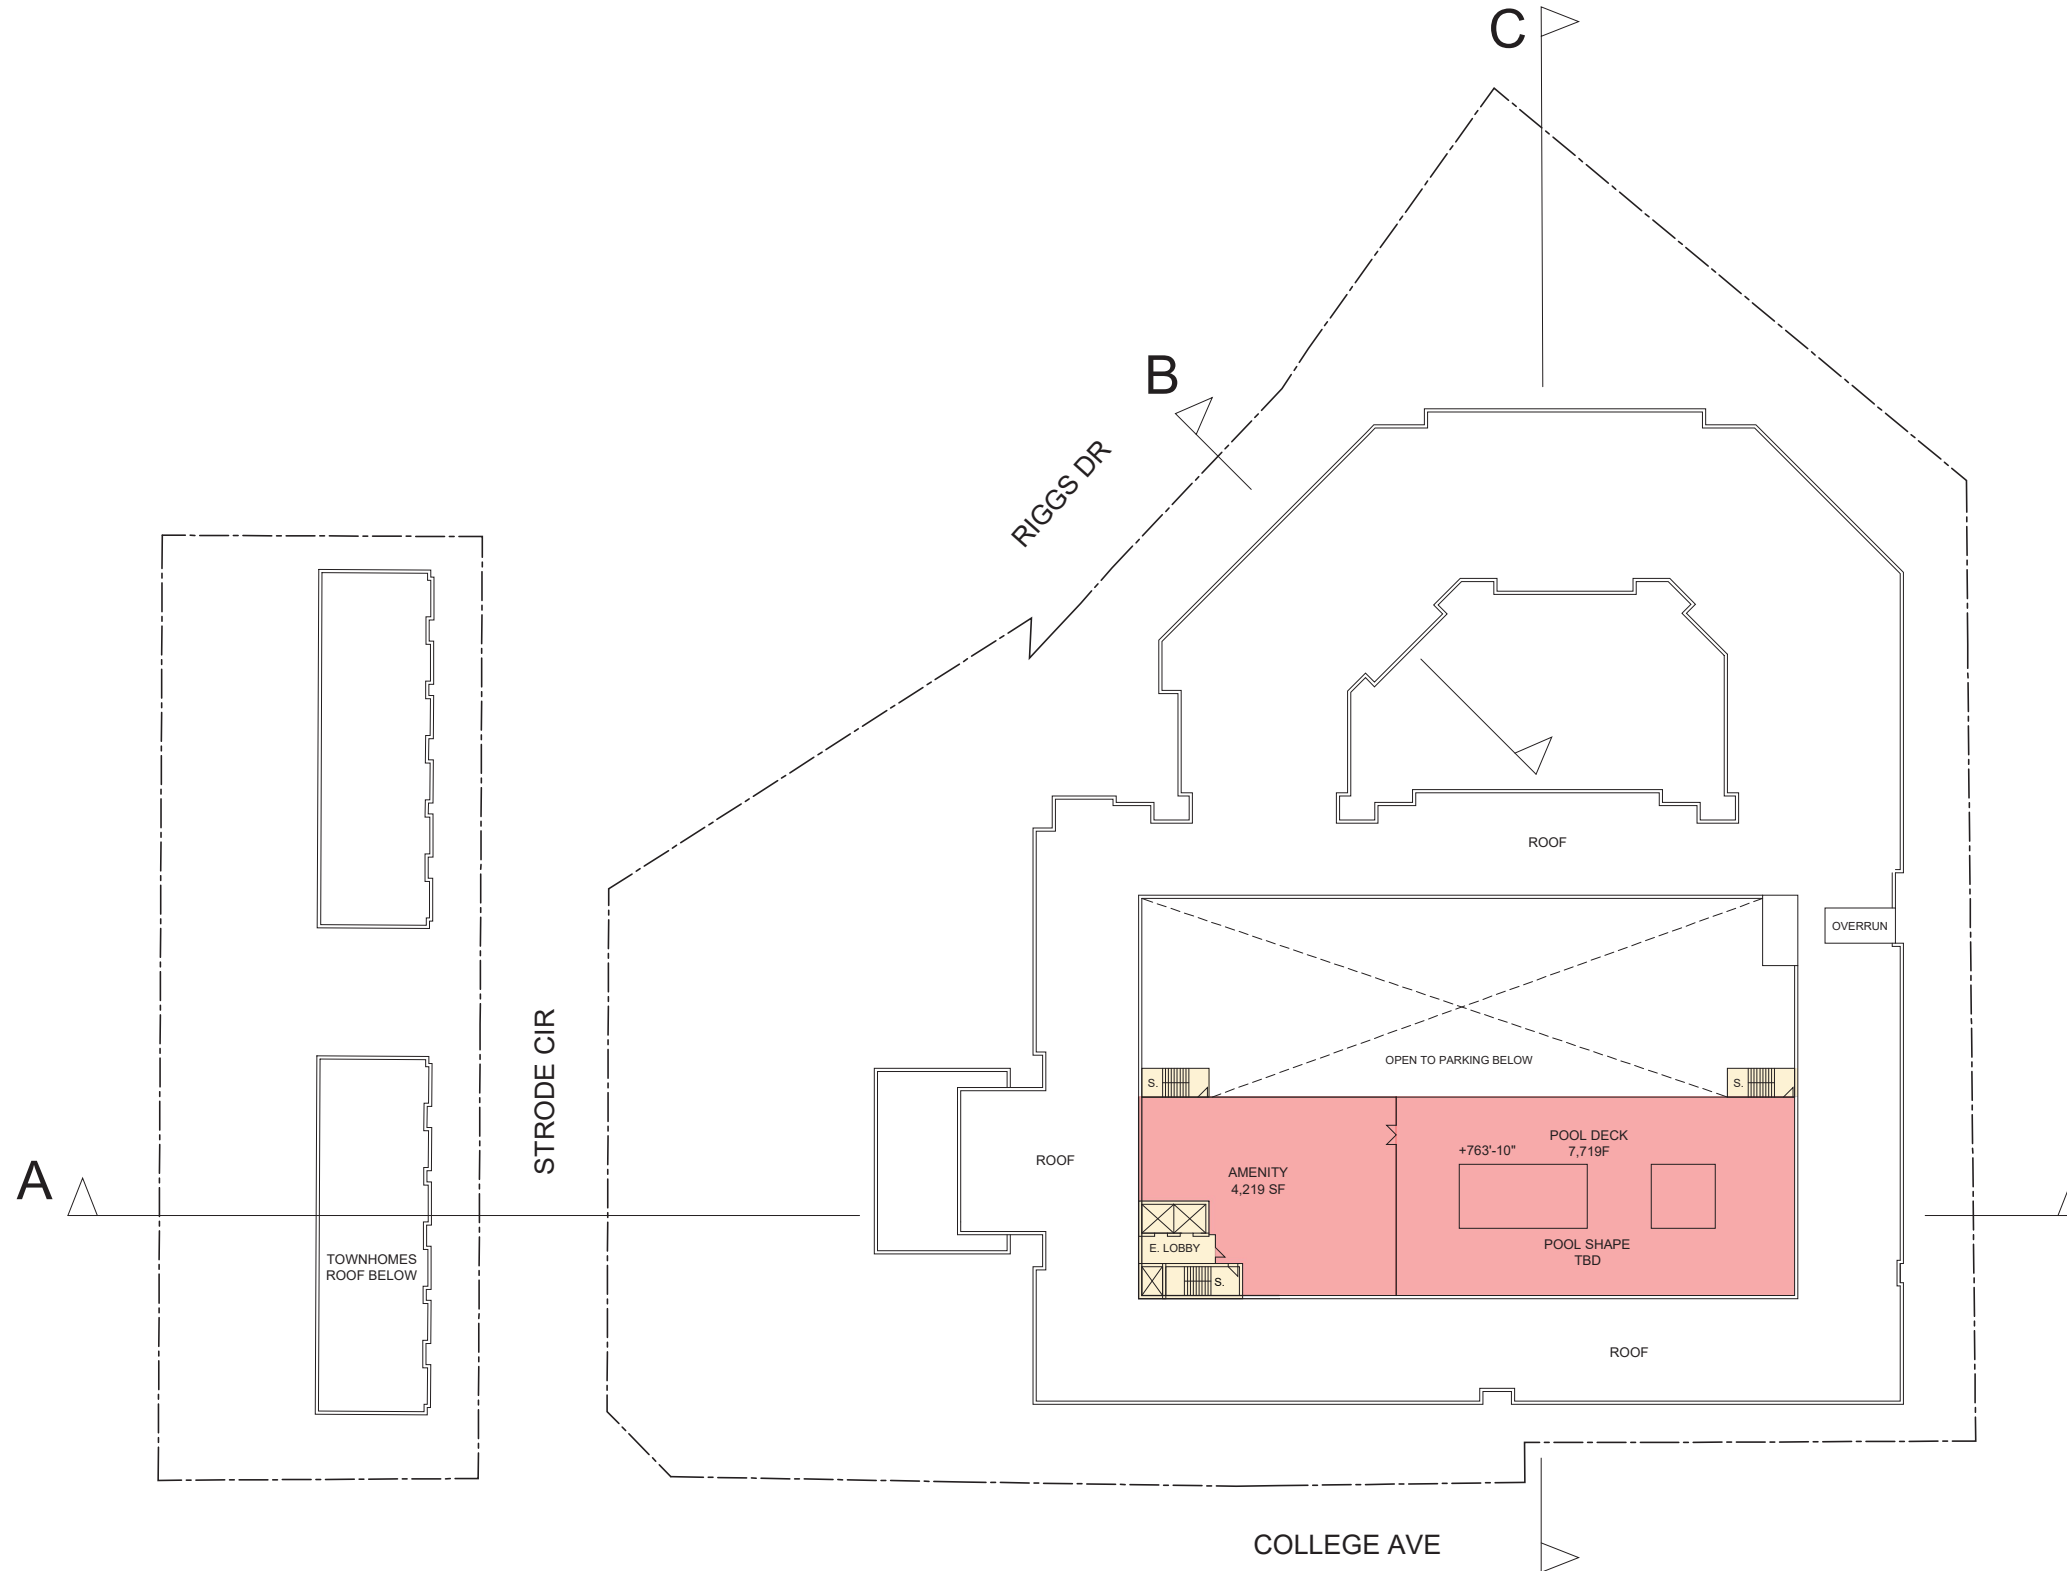 C
B
RIGGS DR
ROOF
OVERRUN
STRODE CIR
OPEN TO PARKING BELOW
S.
S.
POOL DECK
7,719F
+763'-10"
ROOF
AMENITY
4,219 SF
A
E. LOBBY
POOL SHAPE
TBD
TOWNHOMES
ROOF BELOW
S.
ROOF
COLLEGE AVE